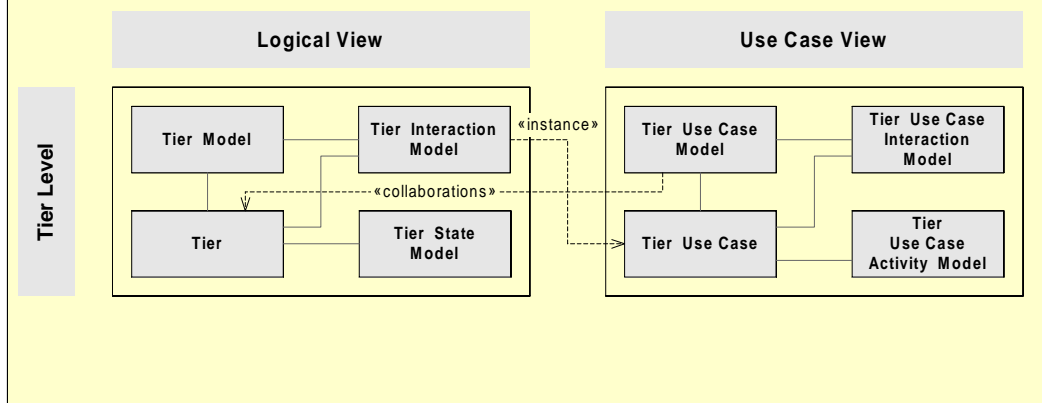 Logical View
Use Case View
Tier Level
Tier Model
Tier Interaction
Model
«instance»
Tier Use Case
Model
Tier Use Case
Interaction
Model
«collaborations»
Tier
Tier State
Model
Tier Use Case
Tier
Use Case
Activity Model